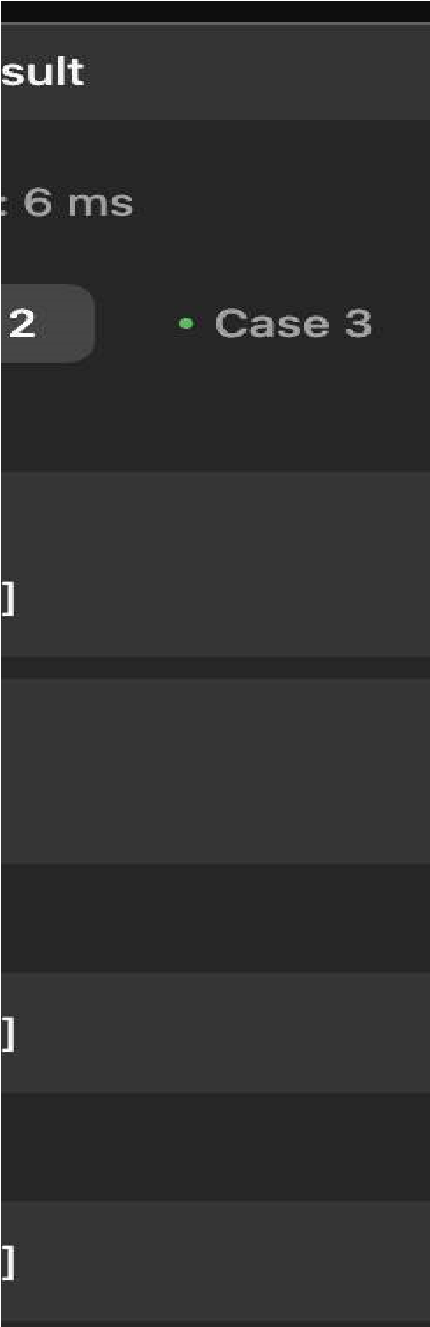 sult
: 6 ms
2 • Case 3
]
]
]